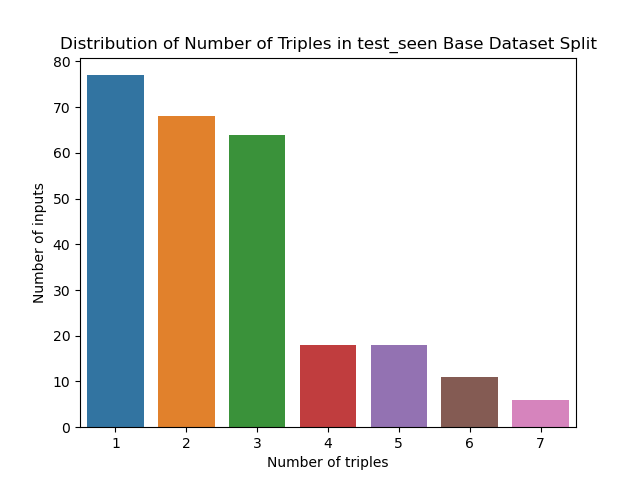 Distribution of Number of Triples in test_seen Base Dataset Split
80
70
60
50
40
30
20
10
0
Number of inputs
1 2 3 4 5 6 7
Number of triples